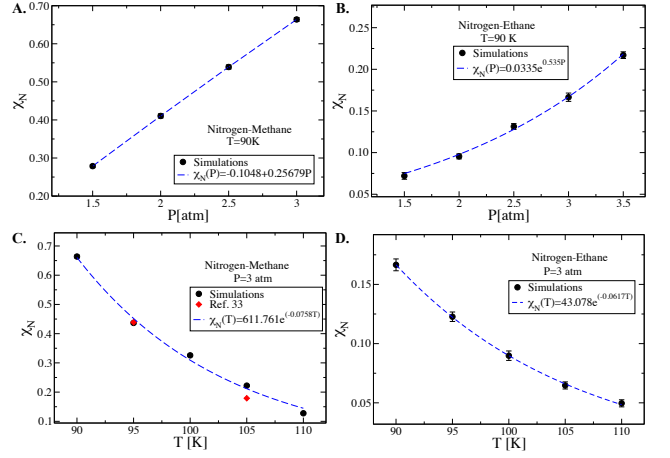 A.
0.70
0.60
0.50
0.40
0.30
0.20
χN
1.5
2
2.5
3
P[atm]
Nitrogen-Methane
T=90K
Simulations
χN(P)=-0.1048+0.25679P
B.
0.25
0.20
0.15
0.10
0.05
χN
1.5
2
2.5
3
3.5
P[atm]
Nitrogen-Ethane
T=90 K
Simulations
χN(P)=0.0335e^0.535P
C.
0.7
0.6
0.5
0.4
0.3
0.2
0.1
χN
90
95
100
105
110
T [K]
Nitrogen-Methane
P=3 atm
Simulations
Ref. 33
χN(T)=611.761e^(-0.0758T)
D.
0.15
0.10
0.05
χN
90
95
100
105
110
T [K]
Nitrogen-Ethane
P=3 atm
Simulations
χN(T)=43.078e^(-0.0617T)